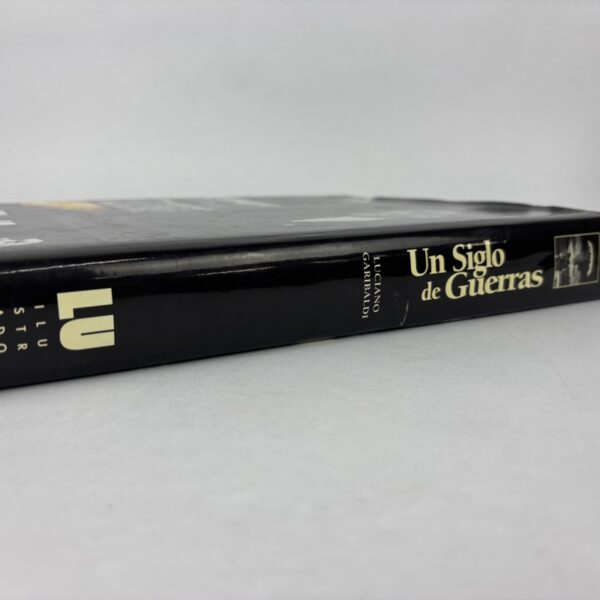 Un Siglo
de Guerras
LUCIANO
GARIBALDI
LU
ILU
STR
ADO